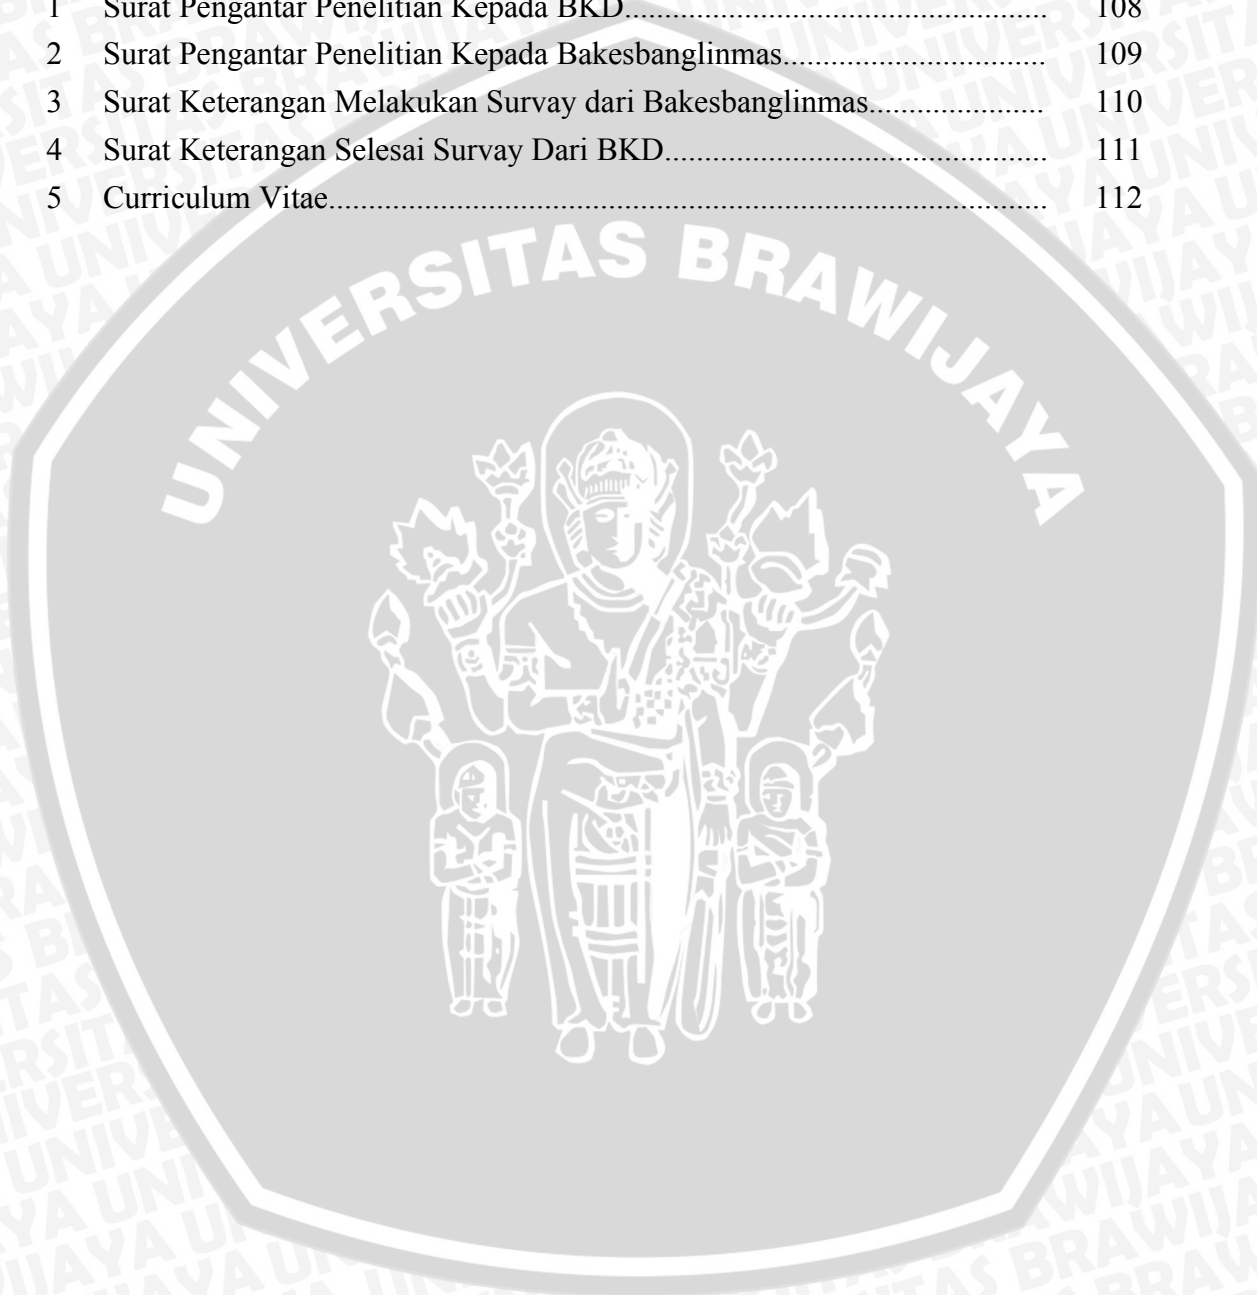 1 Surat Pengantar Penelitian Kepada BKD..................................................... 108
2 Surat Pengantar Penelitian Kepada Bakesbanglinmas................................. 109
3 Surat Keterangan Melakukan Survay dari Bakesbanglinmas...................... 110
4 Surat Keterangan Selesai Survay Dari BKD................................................ 111
5 Curriculum Vitae.......................................................................................... 112
UNIVERSITAS BRAWIJAYA